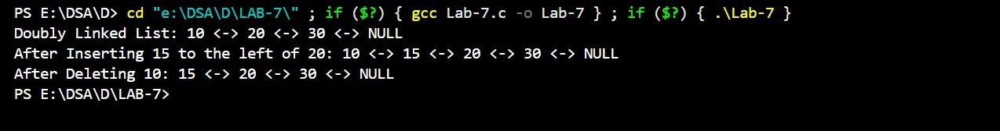 PS E:\DSA\D> cd "e:\DSA\D\LAB-7\" ; if ($?) { gcc Lab-7.c -o Lab-7 } ; if ($?) { .\Lab-7 }
Doubly Linked List: 10 <-> 20 <-> 30 <-> NULL
After Inserting 15 to the left of 20: 10 <-> 15 <-> 20 <-> 30 <-> NULL
After Deleting 10: 15 <-> 20 <-> 30 <-> NULL
PS E:\DSA\D\LAB-7>